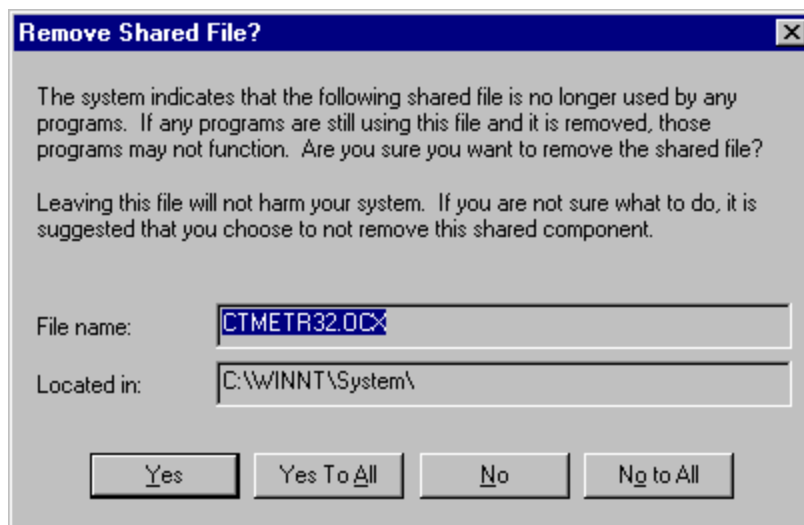 Remove Shared File?
The system indicates that the following shared file is no longer used by any
programs. If any programs are still using this file and it is removed, those
programs may not function. Are you sure you want to remove the shared file?
Leaving this file will not harm your system. If you are not sure what to do, it is
suggested that you choose to not remove this shared component.
File name: CTMETR32.OCX
Located in: C:\WINNT\System\
Yes Yes To All No No to All